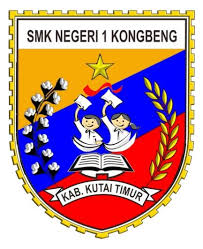 SMK NEGERI 1 KONGBENG
KAB. KUTAI TIMUR